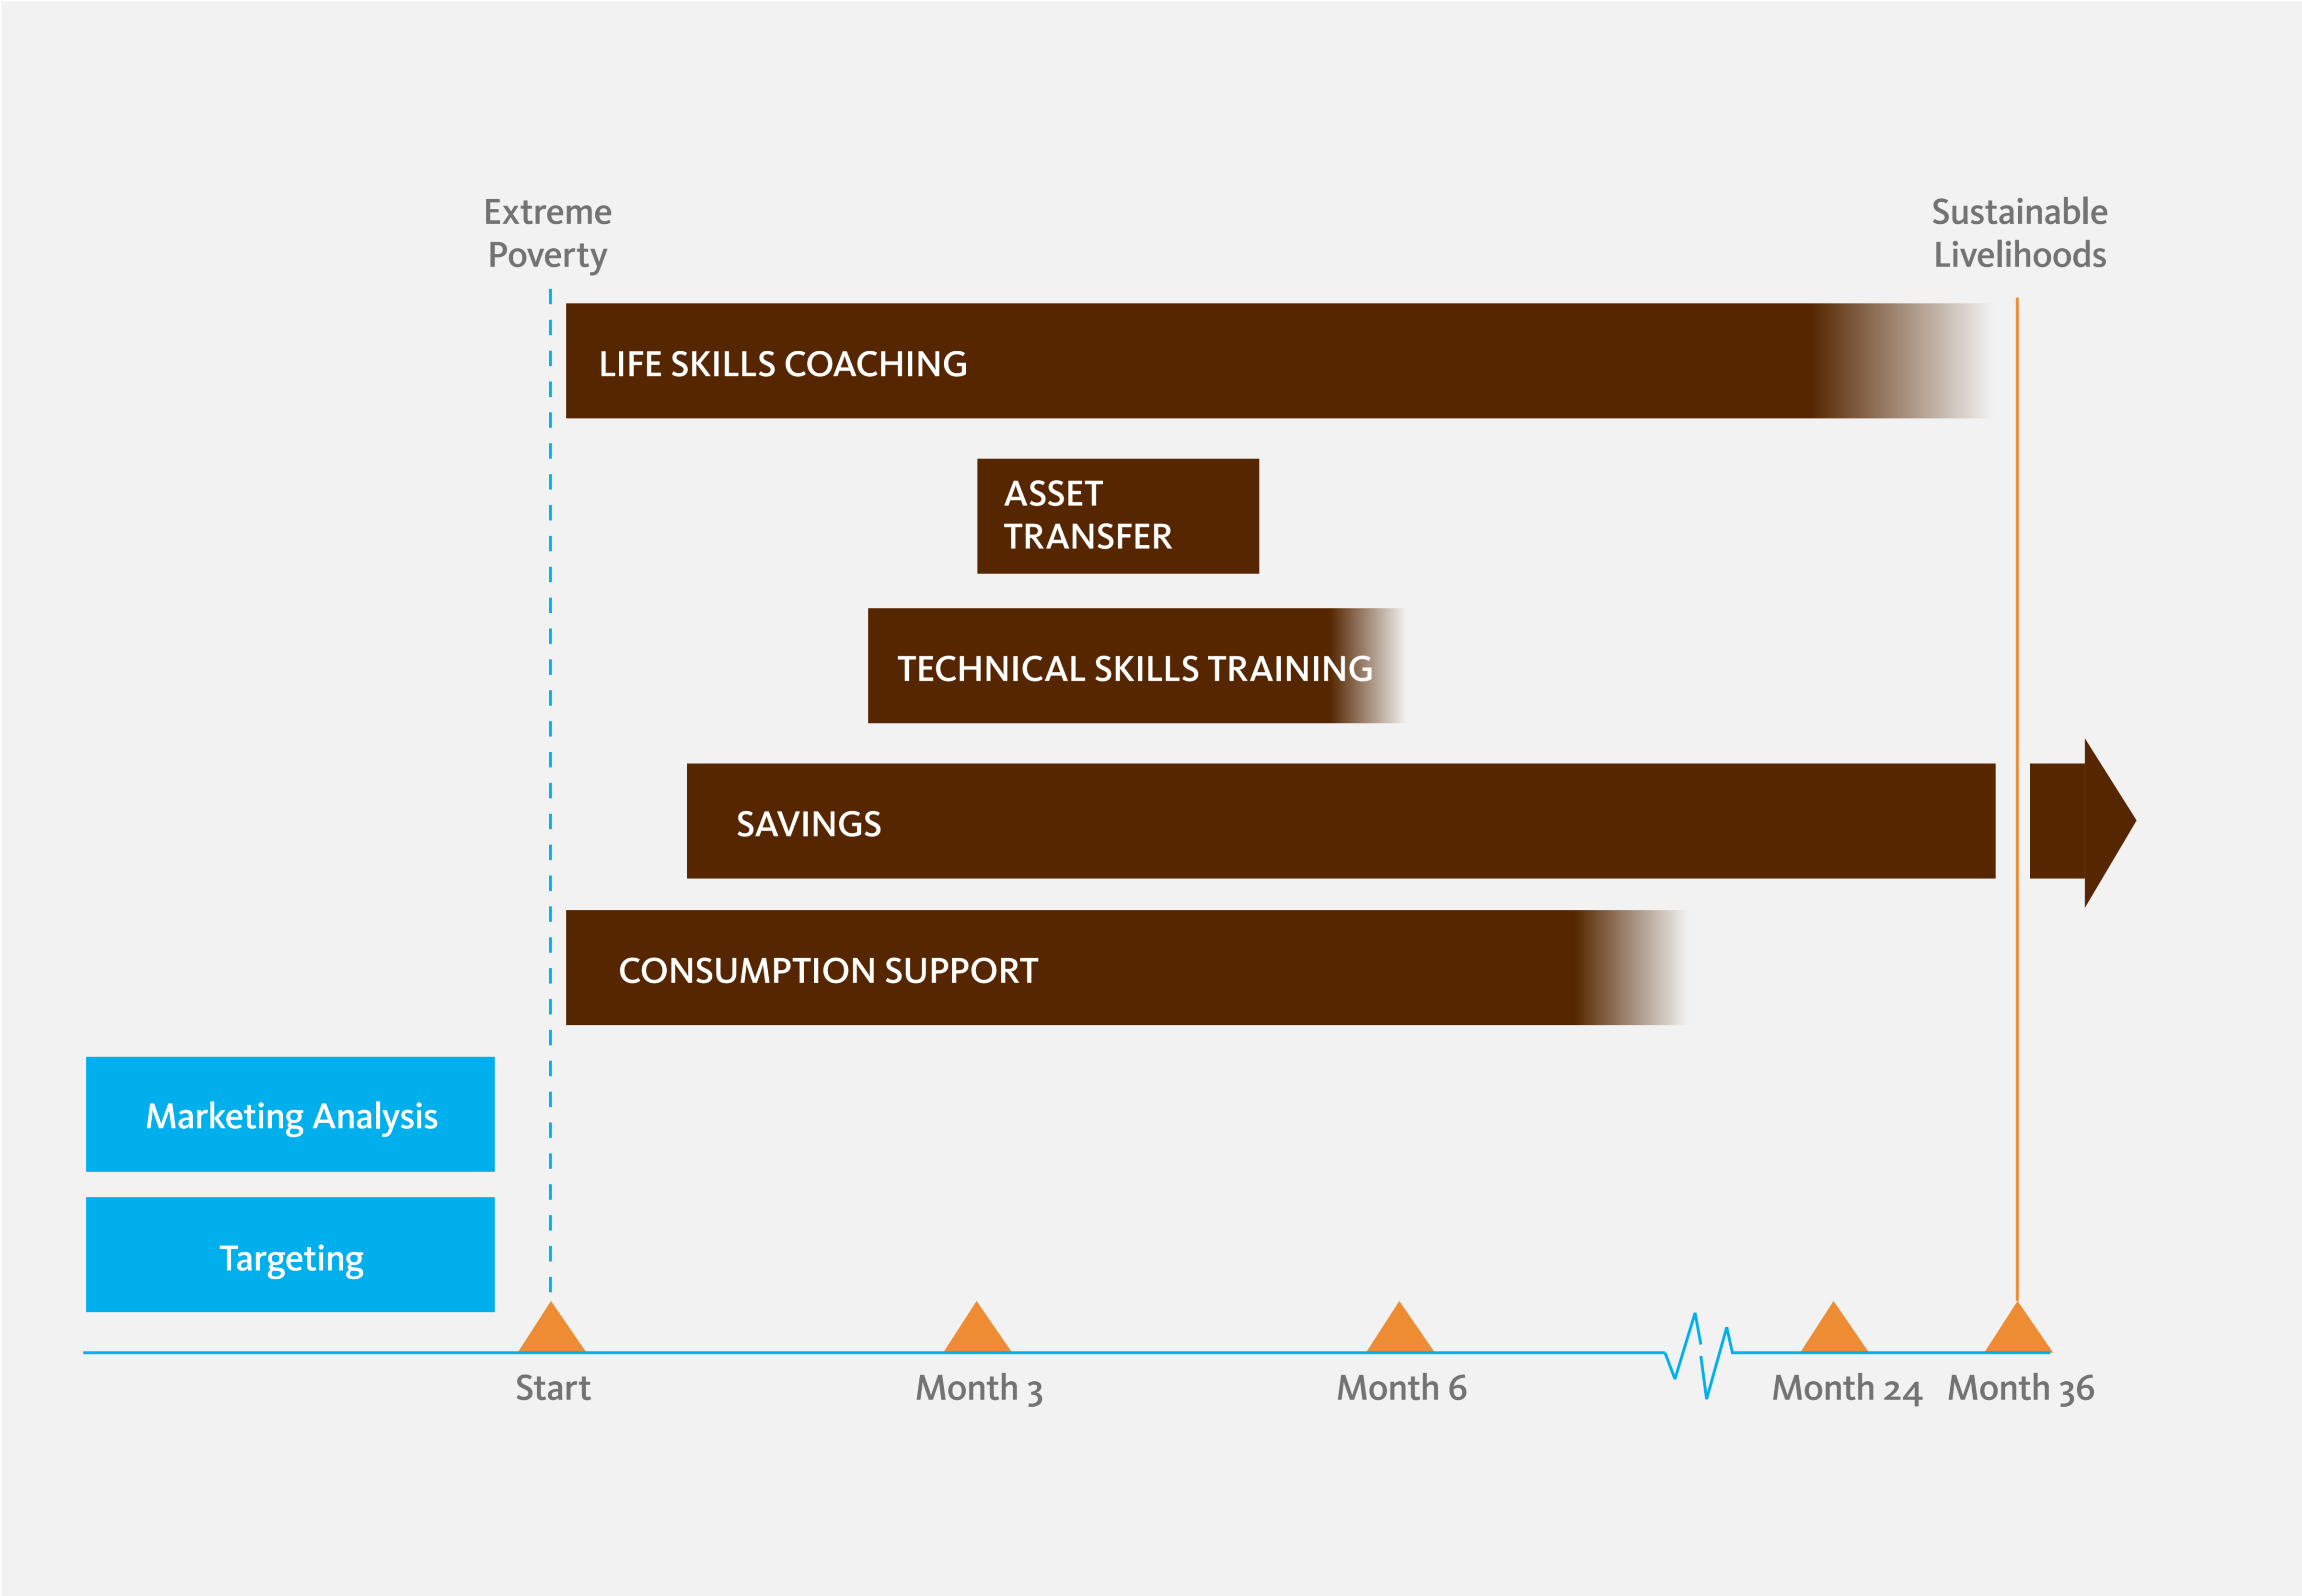 Extreme
Poverty
Sustainable
Livelihoods
LIFE SKILLS COACHING
ASSET
TRANSFER
TECHNICAL SKILLS TRAINING
SAVINGS
CONSUMPTION SUPPORT
Marketing Analysis
Targeting
Start
Month 3
Month 6
Month 24
Month 36